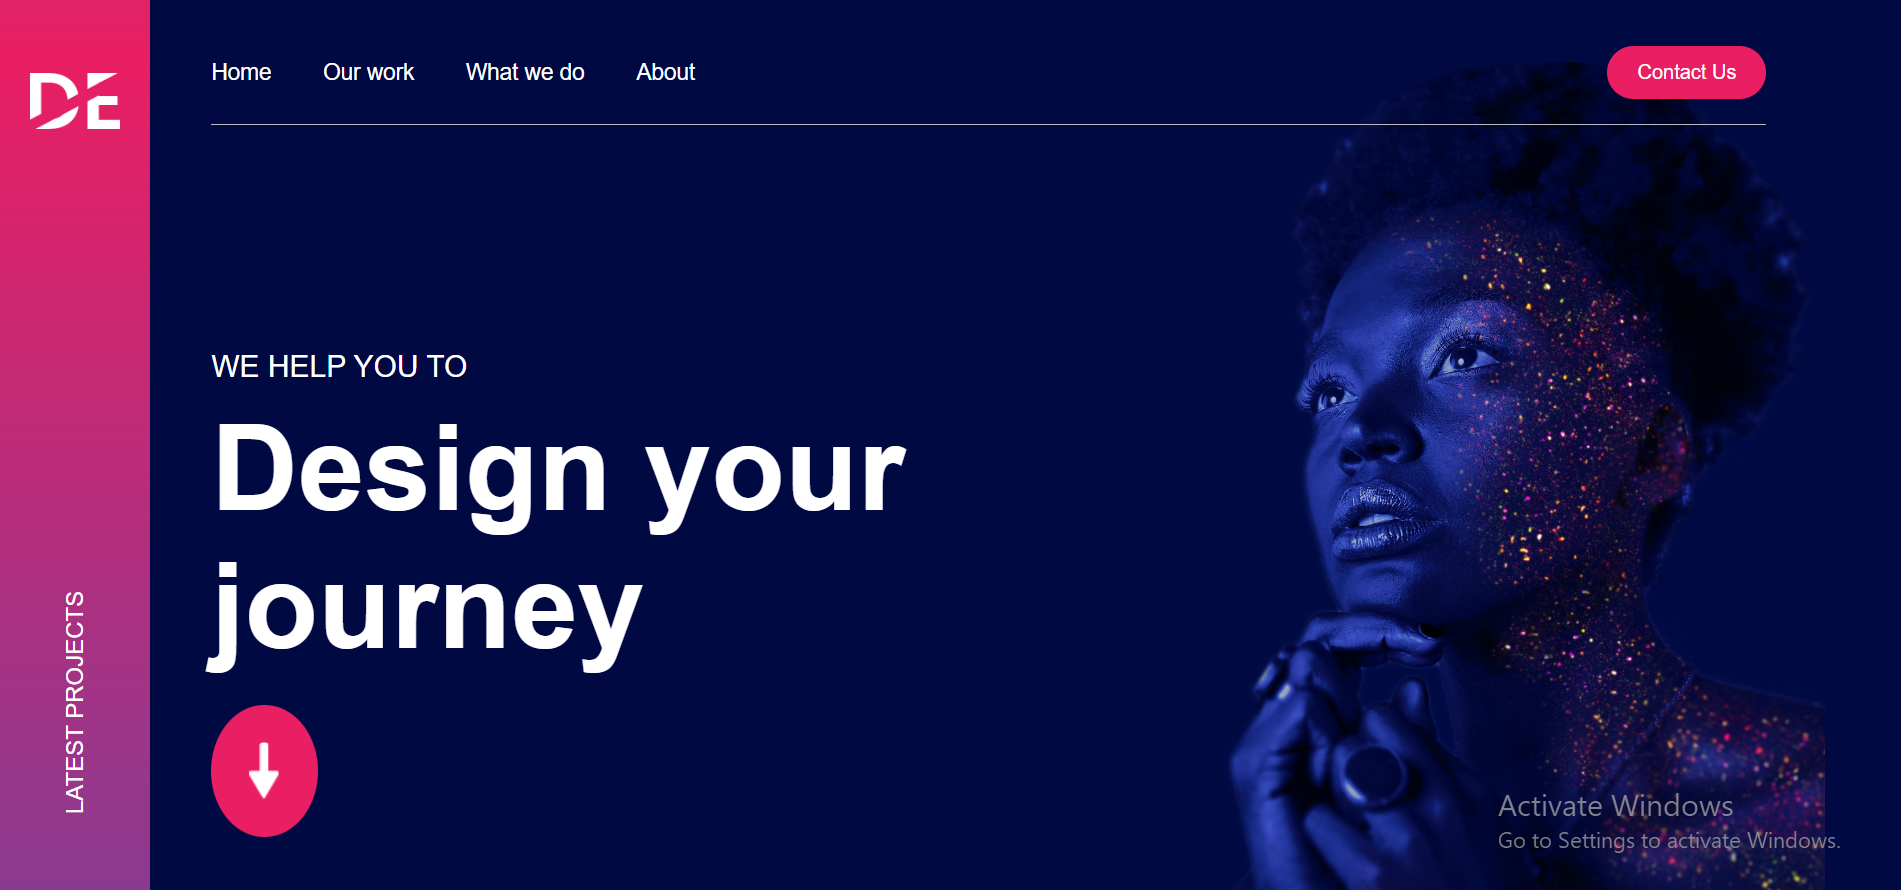 DE
Home
Our work
What we do
About
Contact Us
WE HELP YOU TO
Design your
journey
LATEST PROJECTS
Activate Windows
Go to Settings to activate Windows.